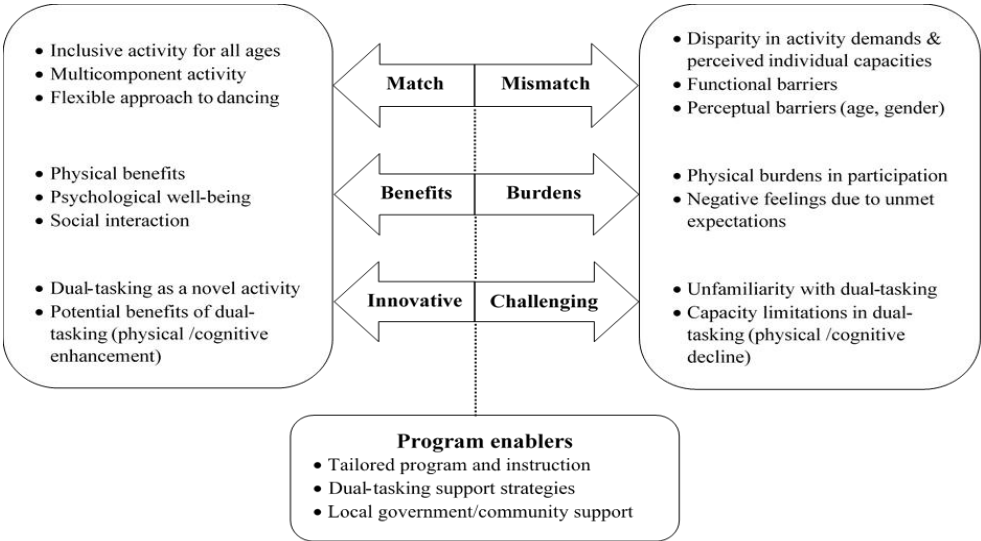 • Inclusive activity for all ages
• Multicomponent activity
• Flexible approach to dancing
• Physical benefits
• Psychological well-being
• Social interaction
• Dual-tasking as a novel activity
• Potential benefits of dual-
tasking (physical /cognitive
enhancement)
Match
Mismatch
Benefits
Burdens
Innovative
Challenging
• Disparity in activity demands &
perceived individual capacities
• Functional barriers
• Perceptual barriers (age, gender)
• Physical burdens in participation
• Negative feelings due to unmet
expectations
• Unfamiliarity with dual-tasking
• Capacity limitations in dual-
tasking (physical /cognitive
decline)
Program enablers
• Tailored program and instruction
• Dual-tasking support strategies
• Local government/community support